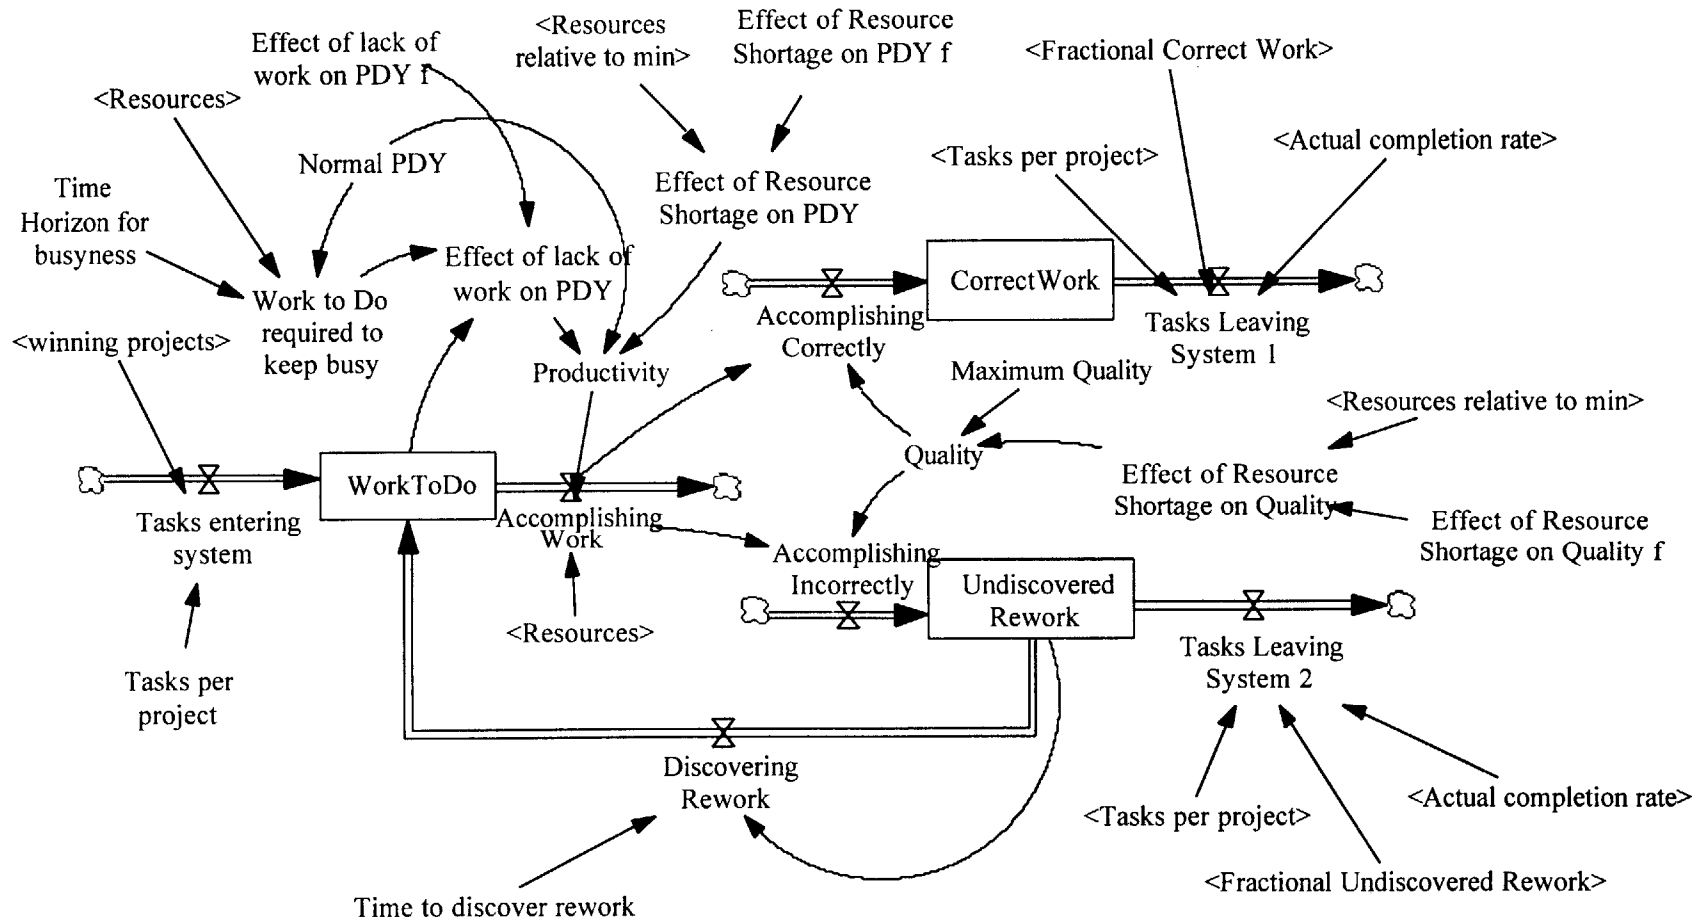 Effect of lack of
work on PDY f
<Resources
relative to min>
Effect of Resource
Shortage on PDY f
<Fractional Correct Work>
<Resources>
Normal PDY
<Tasks per project>
<Actual completion rate>
Time
Horizon for
busyness
Effect of Resource
Shortage on PDY
Effect of lack of
work on PDY
CorrectWork
Work to Do
required to
keep busy
Accomplishing
Correctly
Tasks Leaving
System 1
<winning projects>
Productivity
Maximum Quality
<Resources relative to min>
Quality
WorkToDo
Effect of Resource
Shortage on Quality
Tasks entering
system
Accomplishing
Work
Effect of Resource
Shortage on Quality f
Accomplishing
Incorrectly
Undiscovered
Rework
<Resources>
Tasks Leaving
System 2
Tasks per
project
Discovering
Rework
<Tasks per project>
<Actual completion rate>
<Fractional Undiscovered Rework>
Time to discover rework